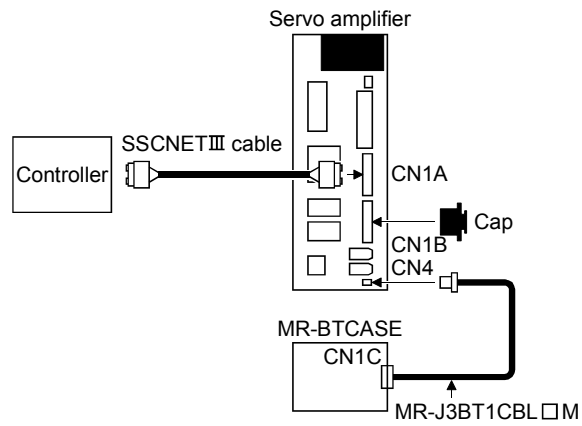 Servo amplifier
SSCNETⅢ cable
Controller
CN1A
Cap
CN1B
CN4
MR-BTCASE
CN1C
MR-J3BT1CBL□M